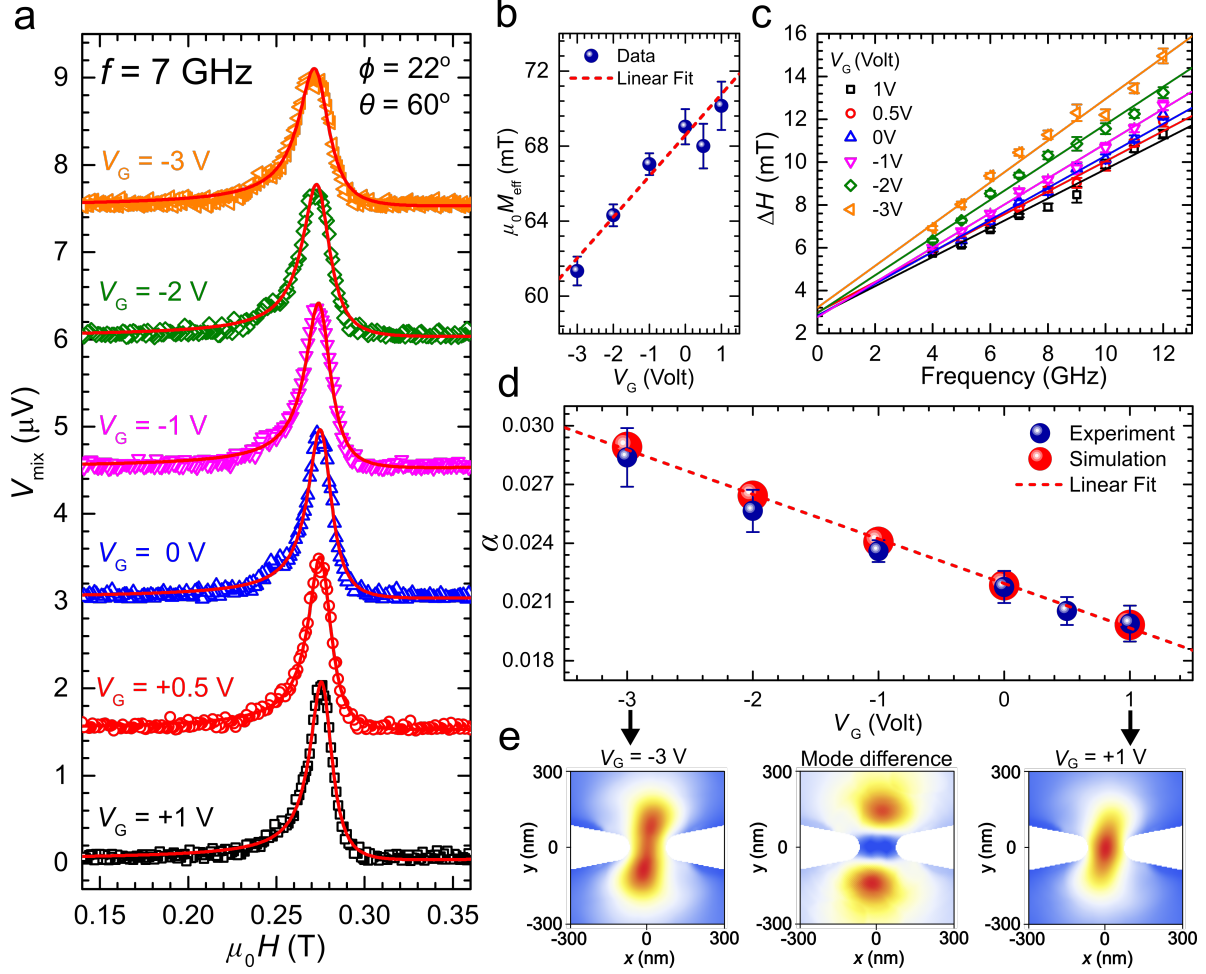 a
f = 7 GHz
ϕ = 22°
θ = 60°
V_G = -3 V
V_G = -2 V
V_G = -1 V
V_G = 0 V
V_G = +0.5 V
V_G = +1 V
9
8
7
6
5
4
3
2
1
0
V_mix (μV)
0.15 0.20 0.25 0.30 0.35
μ₀H (T)
b
Data
Linear Fit
72
68
64
60
μ₀M_eff (mT)
-3 -2 -1 0 1
V_G (Volt)
c
V_G (Volt)
1V
0.5V
0V
-1V
-2V
-3V
16
14
12
10
8
6
4
2
ΔH (mT)
0 2 4 6 8 10 12
Frequency (GHz)
d
Experiment
Simulation
Linear Fit
0.030
0.027
0.024
0.021
0.018
α
-3 -2 -1 0 1
V_G (Volt)
e
V_G = -3 V
300
0
-300
y (nm)
-300 0 300
x (nm)
Mode difference
300
0
-300
y (nm)
-300 0 300
x (nm)
V_G = +1 V
300
0
-300
y (nm)
-300 0 300
x (nm)